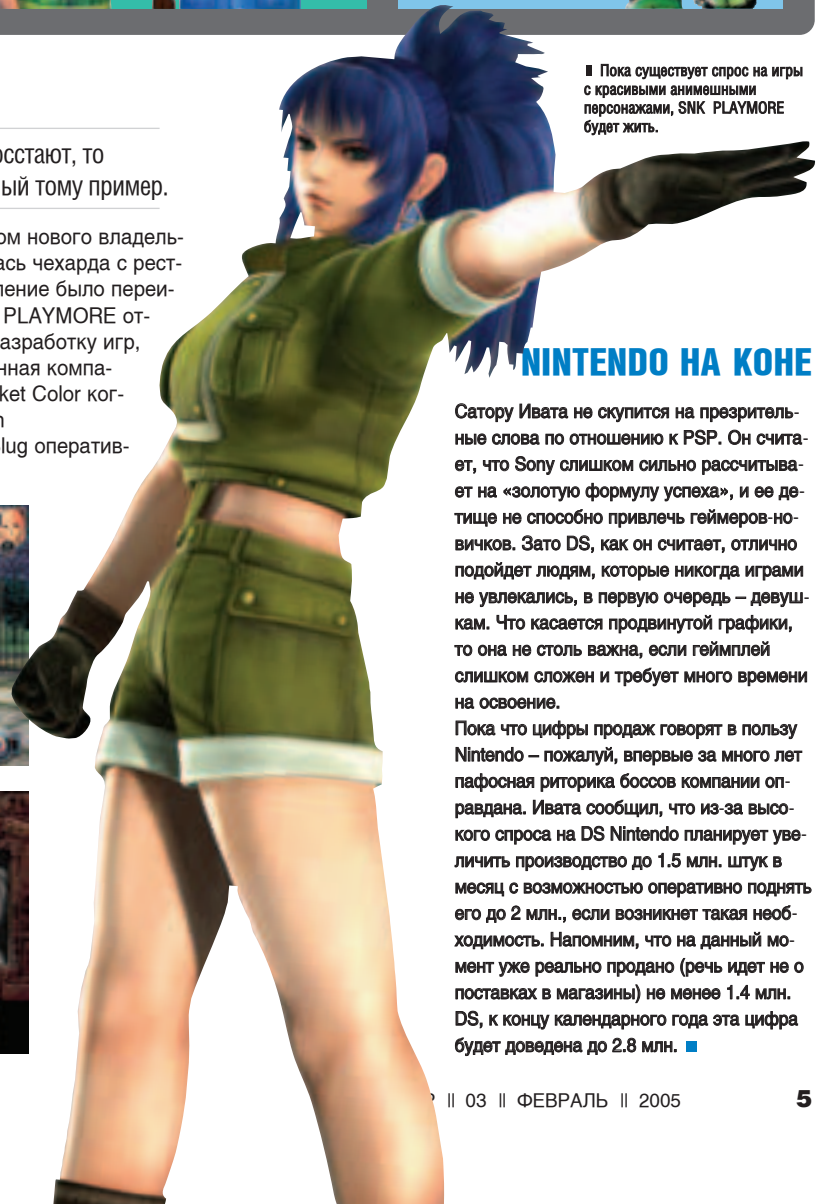 ■ Пока существует спрос на игры
с красивыми анимешными
персонажами, SNK PLAYMORE
будет жить.
осстают, то
ый тому пример.
ом нового владель-
ась чехарда с рест-
ление было переи-
PLAYMORE от-
азработку игр,
нная компа-
ket Color ког-
lug оператив-
NINTENDO НА КОНЕ
Сатору Ивата не скупится на презритель-
ные слова по отношению к PSP. Он счита-
ет, что Sony слишком сильно рассчитыва-
ет на «золотую формулу успеха», и ее де-
тище не способно привлечь геймеров-но-
вичков. Зато DS, как он считает, отлично
подойдет людям, которые никогда играми
не увлекались, в первую очередь – девуш-
кам. Что касается продвинутой графики,
то она не столь важна, если геймплей
слишком сложен и требует много времени
на освоение.
Пока что цифры продаж говорят в пользу
Nintendo – пожалуй, впервые за много лет
пафосная риторика боссов компании оп-
равдана. Ивата сообщил, что из-за высо-
кого спроса на DS Nintendo планирует уве-
личить производство до 1.5 млн. штук в
месяц с возможностью оперативно поднять
его до 2 млн., если возникнет такая необ-
ходимость. Напомним, что на данный мо-
мент уже реально продано (речь идет не о
поставках в магазины) не менее 1.4 млн.
DS, к концу календарного года эта цифра
будет доведена до 2.8 млн. ■
|| 03 || ФЕВРАЛЬ || 2005 5